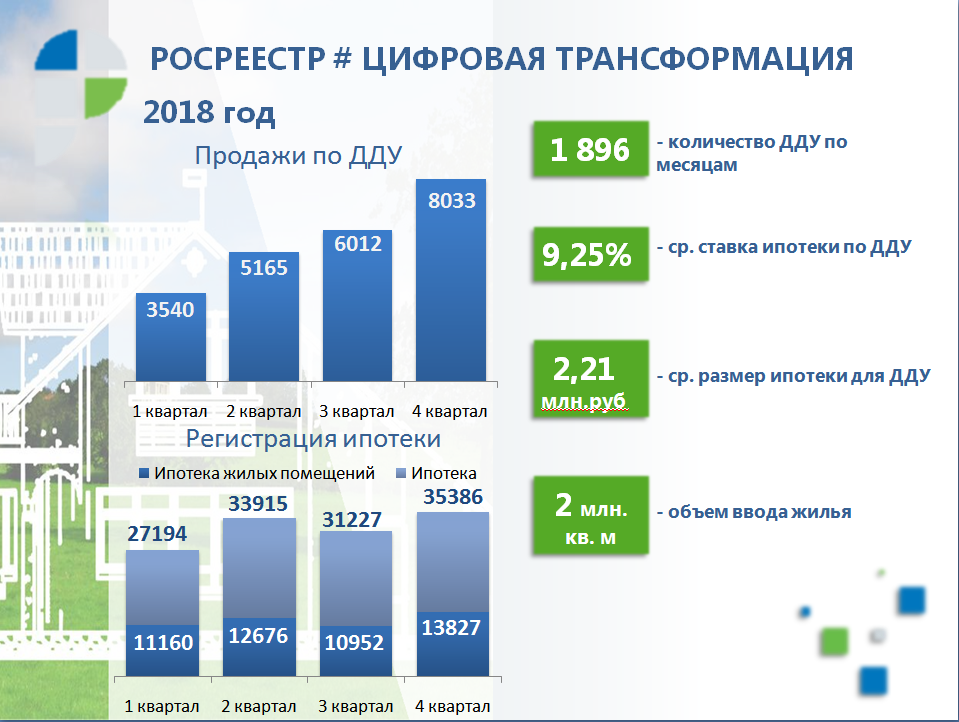 РОСРЕЕСТР # ЦИФРОВАЯ ТРАНСФОРМАЦИЯ
2018 год
Продажи по ДДУ
3540
5165
6012
8033
1 квартал
2 квартал
3 квартал
4 квартал
Регистрация ипотеки
Ипотека жилых помещений
Ипотека
27194
33915
31227
35386
11160
12676
10952
13827
1 квартал
2 квартал
3 квартал
4 квартал
1 896
- количество ДДУ по
месяцам
9,25%
- ср. ставка ипотеки по ДДУ
2,21
млн.руб
- ср. размер ипотеки для ДДУ
2 млн.
кв. м
- объем ввода жилья